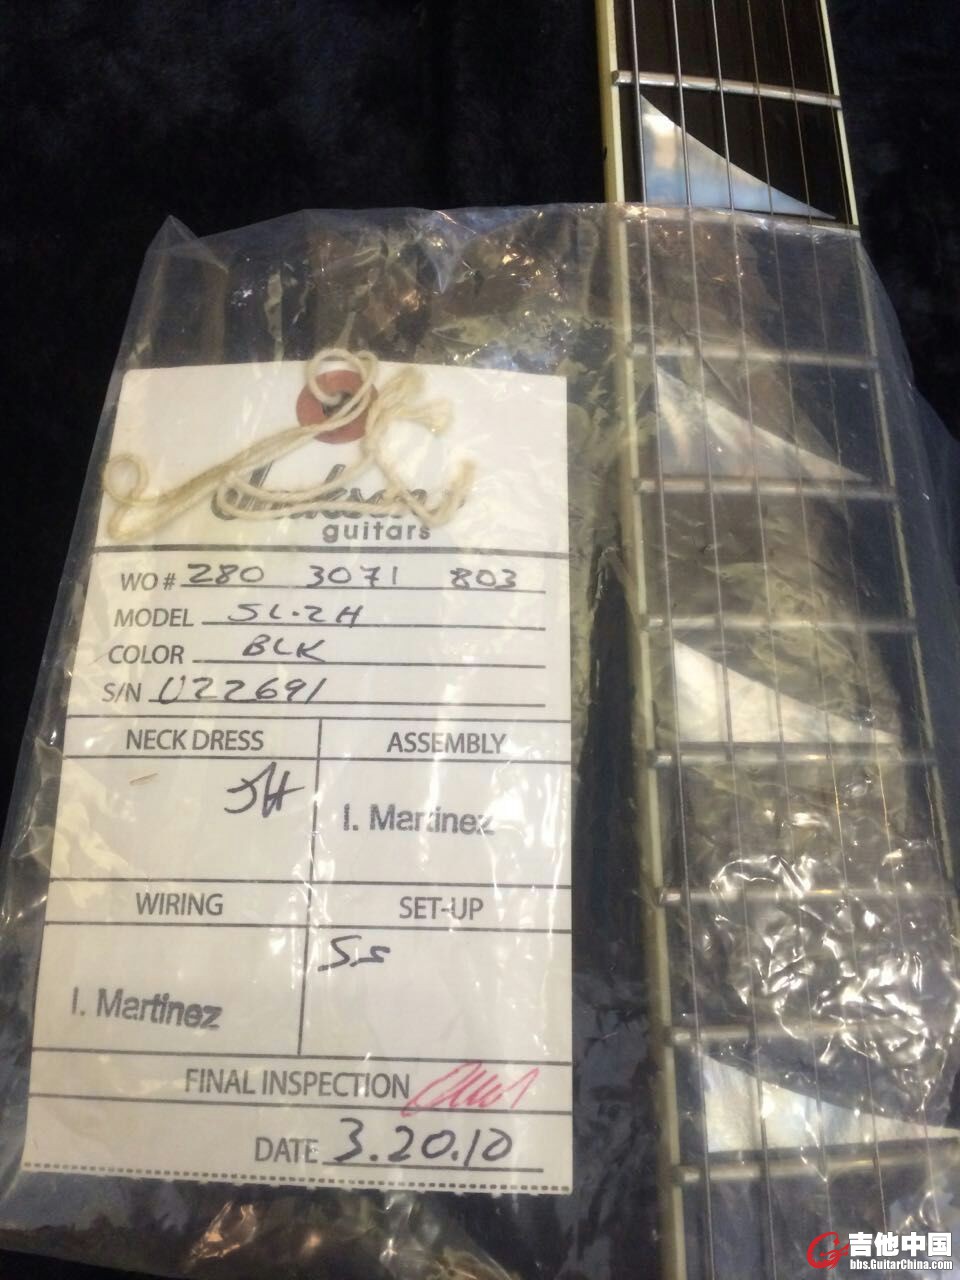 Jackson
guitars
WO# 280 3071 803
MODEL SL-2H
COLOR BLK
S/N U22691
NECK DRESS
ASSEMBLY
JH
I. Martinez
WIRING
SET-UP
I. Martinez
SS
FINAL INSPECTION
DATE 3.20.10
吉他中国
bbs.GuitarChina.com